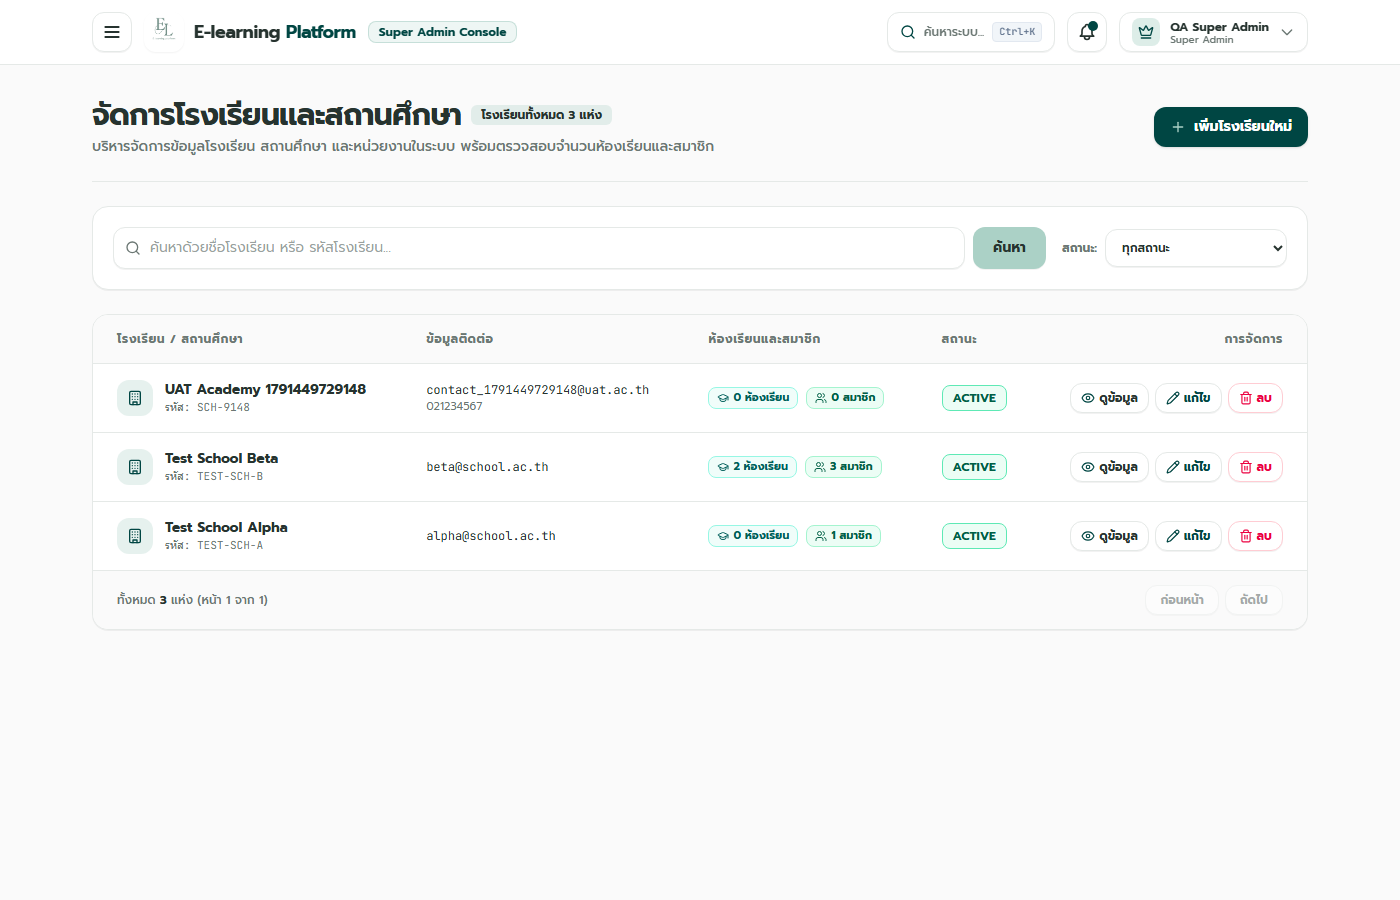 EL
E-learning Platform
Super Admin Console
ค้นหาระบบ...
Ctrl+K
QA Super Admin
Super Admin
จัดการโรงเรียนและสถานศึกษา
โรงเรียนทั้งหมด 3 แห่ง
บริหารจัดการข้อมูลโรงเรียน สถานศึกษา และหน่วยงานในระบบ พร้อมตรวจสอบจำนวนห้องเรียนและสมาชิก
เพิ่มโรงเรียนใหม่
ค้นหาด้วยชื่อโรงเรียน หรือ รหัสโรงเรียน...
ค้นหา
สถานะ:
ทุกสถานะ
โรงเรียน / สถานศึกษา
ข้อมูลติดต่อ
ห้องเรียนและสมาชิก
สถานะ
การจัดการ
UAT Academy 1791449729148
รหัส: SCH-9148
contact_1791449729148@uat.ac.th
021234567
0 ห้องเรียน
0 สมาชิก
ACTIVE
ดูข้อมูล
แก้ไข
ลบ
Test School Beta
รหัส: TEST-SCH-B
beta@school.ac.th
2 ห้องเรียน
3 สมาชิก
ACTIVE
ดูข้อมูล
แก้ไข
ลบ
Test School Alpha
รหัส: TEST-SCH-A
alpha@school.ac.th
0 ห้องเรียน
1 สมาชิก
ACTIVE
ดูข้อมูล
แก้ไข
ลบ
ทั้งหมด 3 แห่ง (หน้า 1 จาก 1)
ก่อนหน้า
ถัดไป